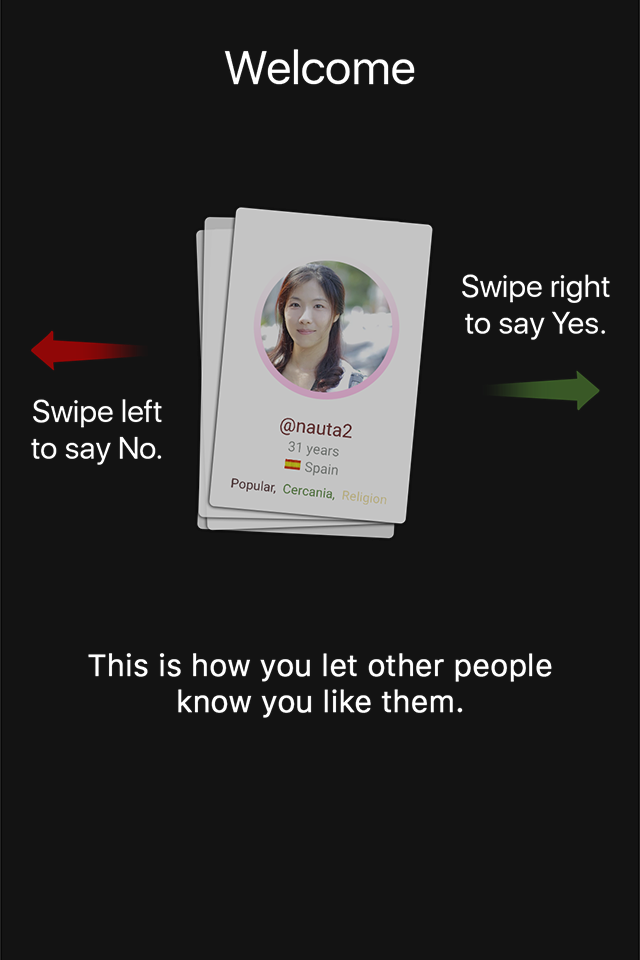 Welcome
Swipe right
to say Yes.
Swipe left
to say No.
@nauta2
31 years
Spain
Popular, Cercania, Religion
This is how you let other people
know you like them.